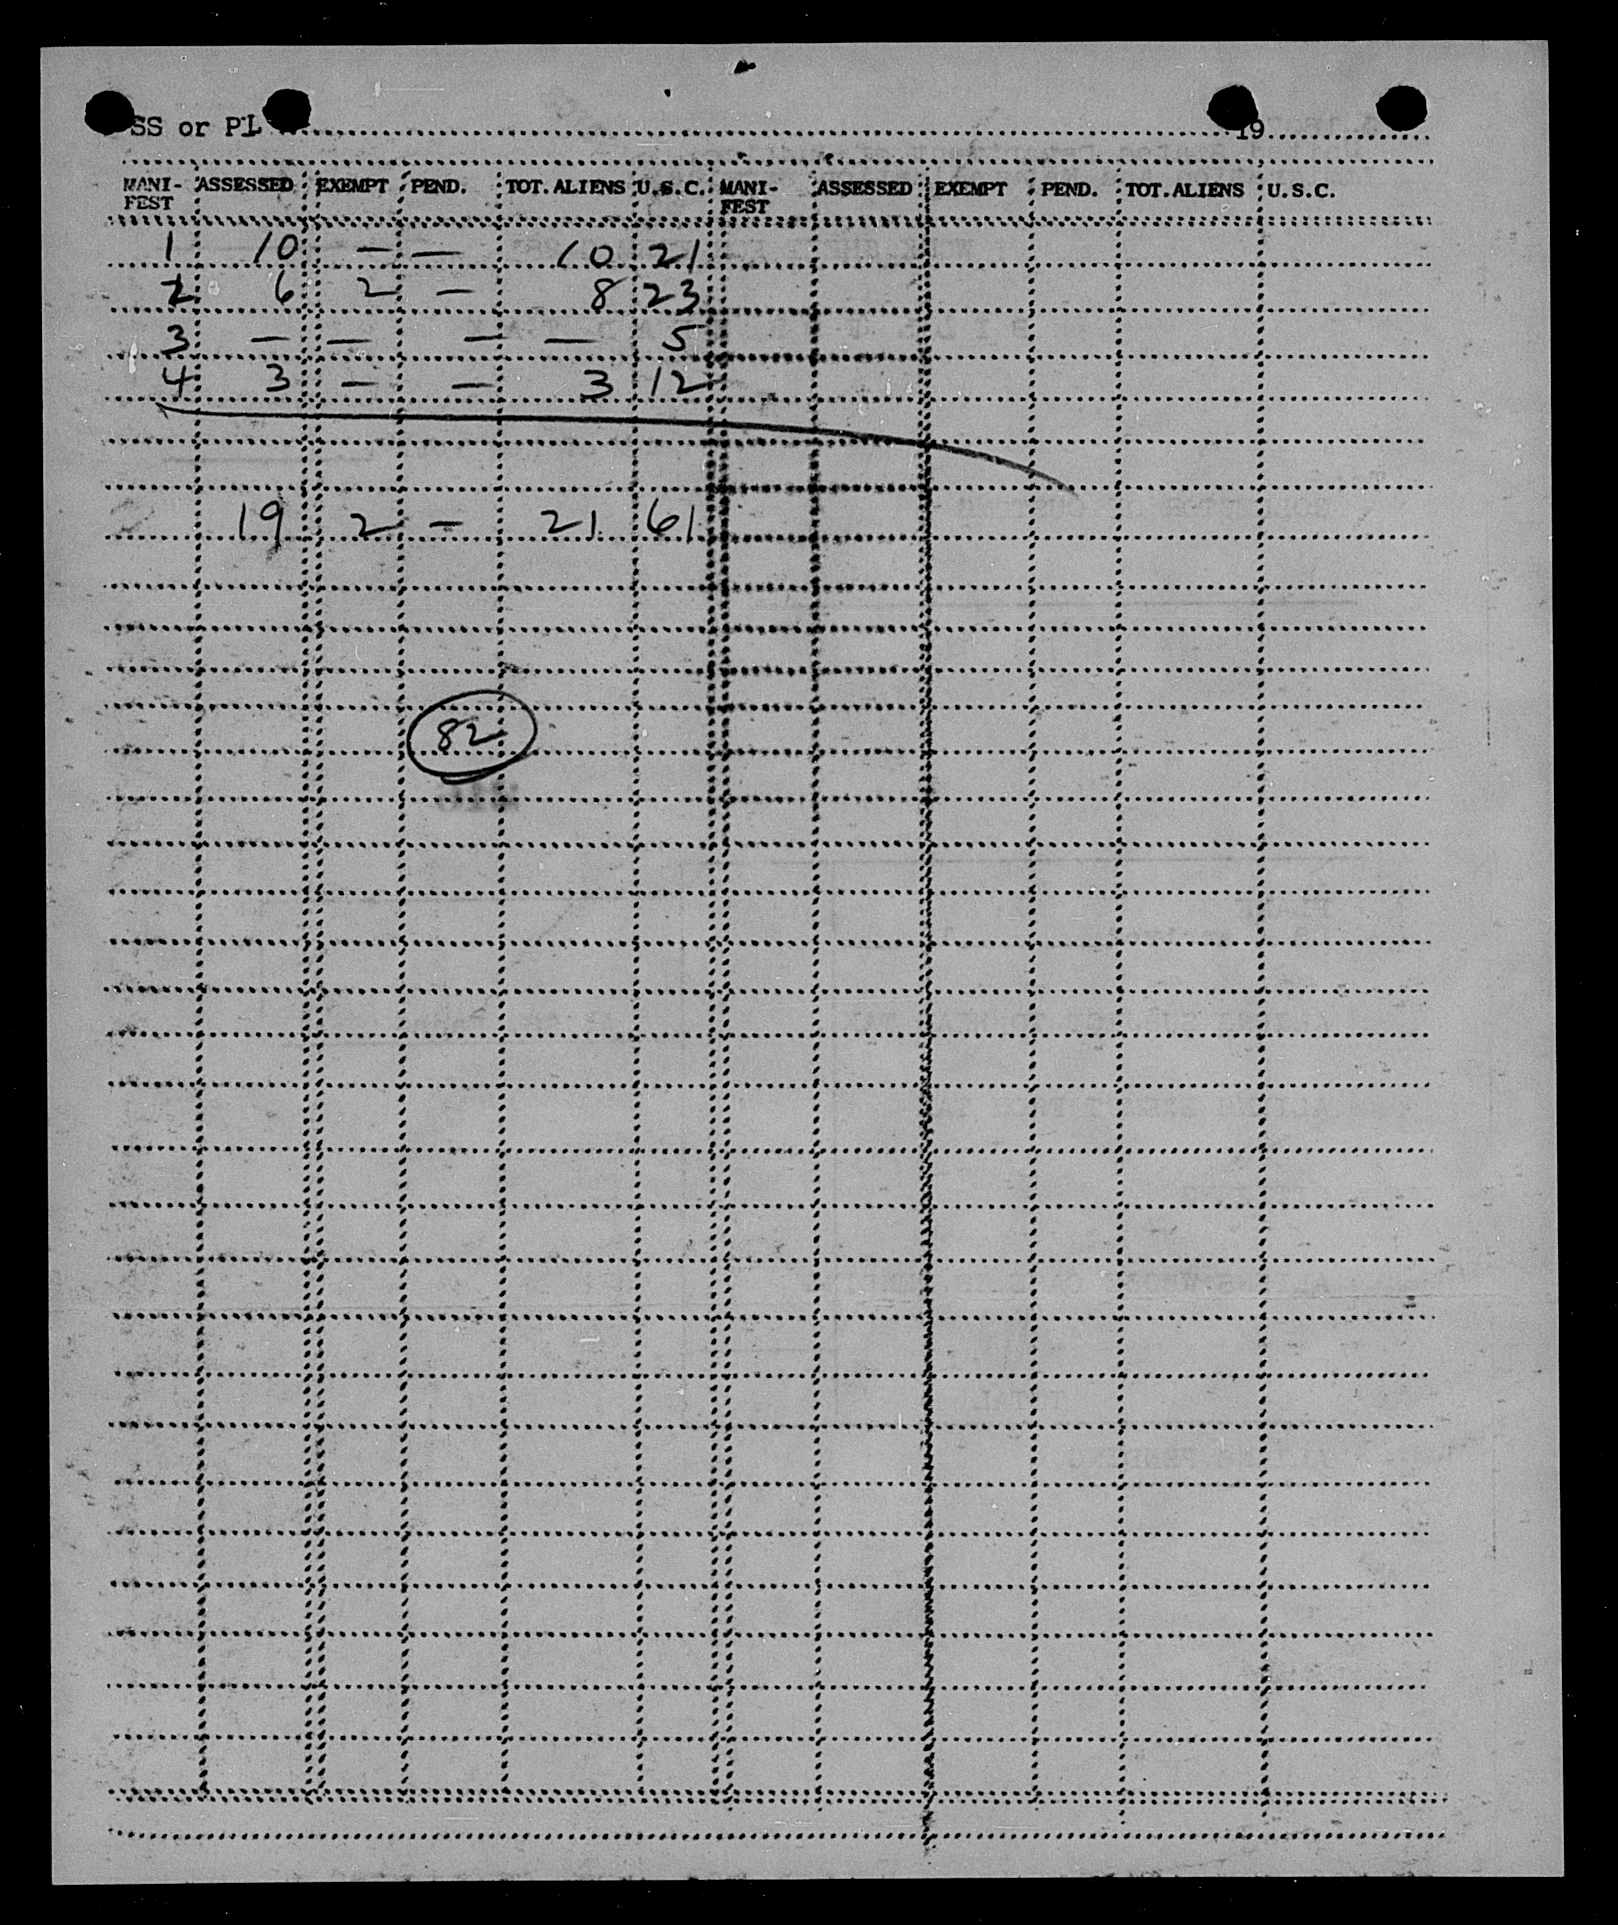 SS or PL 19
MANI- ASSESSED EXEMPT PEND. TOT. ALIENS U.S.C. MANI- ASSESSED EXEMPT PEND. TOT. ALIENS U.S.C.
FEST FEST
1 10 — — 10 21
2 6 2 — 8 23
3 — — — — 5
4 3 — — 3 12
19 2 — 21 61
82